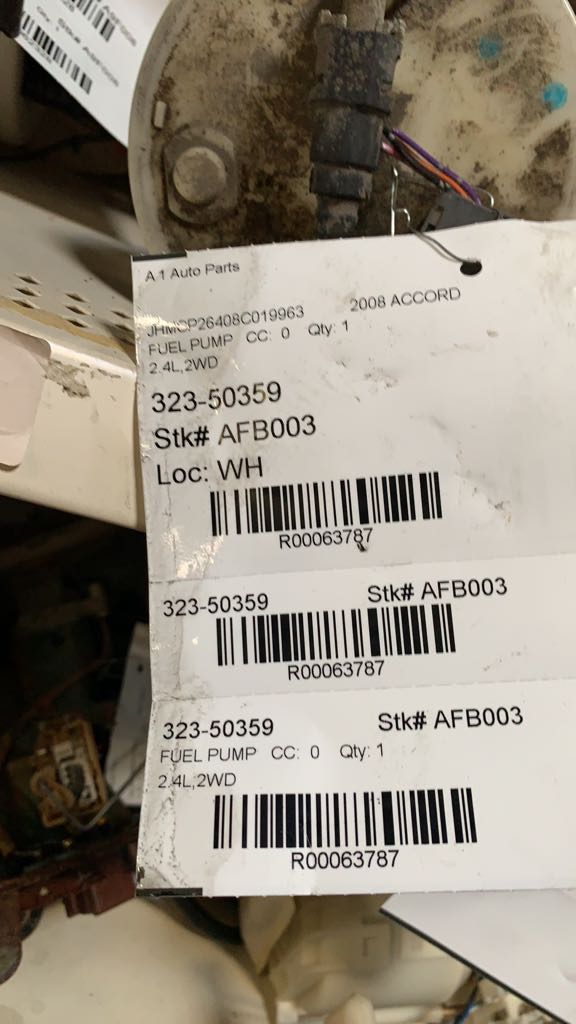 A-1 Auto Parts
JHMCP26408C019963 2008 ACCORD
FUEL PUMP CC: 0 Qty: 1
2.4L,2WD
323-50359
Stk# AFB003
Loc: WH
R00063787
323-50359 Stk# AFB003
R00063787
323-50359 Stk# AFB003
FUEL PUMP CC: 0 Qty: 1
2.4L,2WD
R00063787